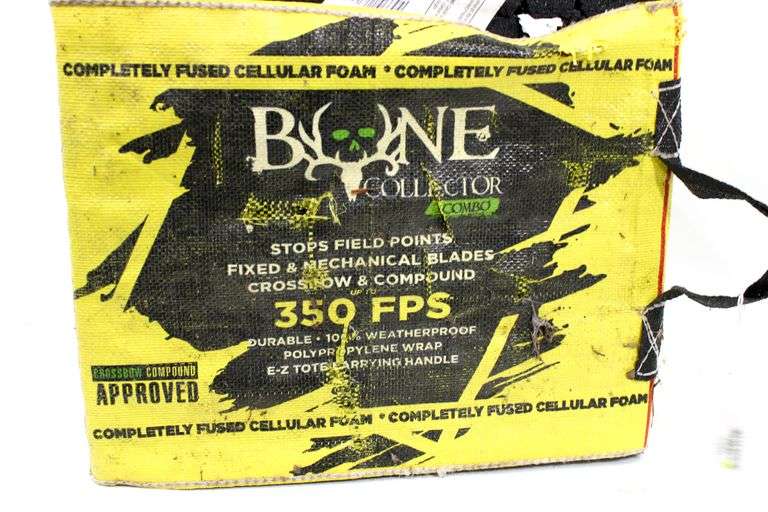 COMPLETELY FUSED CELLULAR FOAM * COMPLETELY FUSED CELLULAR FOAM
BONE
COLLECTOR
COMBO
STOPS FIELD POINTS
FIXED & MECHANICAL BLADES
CROSSBOW & COMPOUND
UP TO
350 FPS
DURABLE • 100% WEATHERPROOF
POLYPROPYLENE WRAP
E-Z TOTE CARRYING HANDLE
CROSSBOW COMPOUND
APPROVED
COMPLETELY FUSED CELLULAR FOAM * COMPLETELY FUSED CELLULAR FOAM